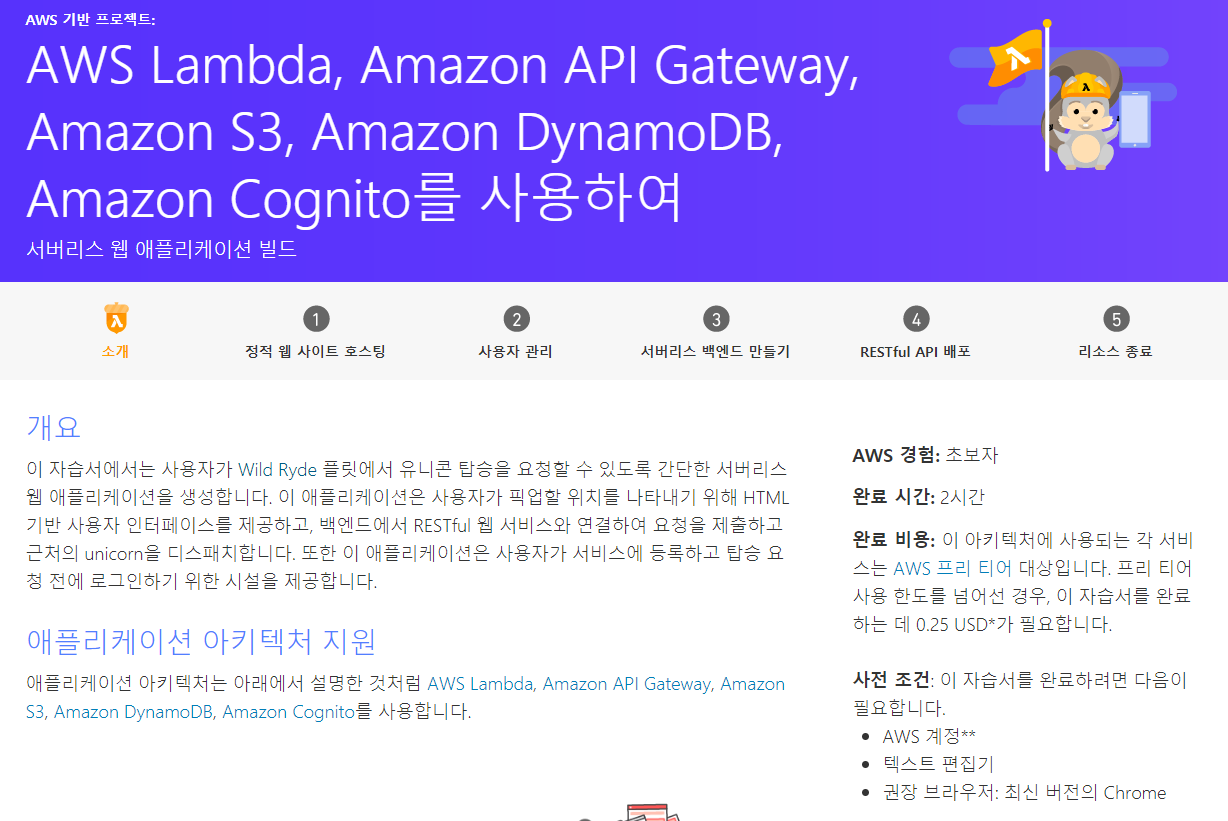 AWS 기반 프로젝트:
AWS Lambda, Amazon API Gateway,
Amazon S3, Amazon DynamoDB,
Amazon Cognito를 사용하여
서버리스 웹 애플리케이션 빌드
소개
1
정적 웹 사이트 호스팅
2
사용자 관리
3
서버리스 백엔드 만들기
4
RESTful API 배포
5
리소스 종료
개요
이 자습서에서는 사용자가 Wild Ryde 플릿에서 유니콘 탑승을 요청할 수 있도록 간단한 서버리스
웹 애플리케이션을 생성합니다. 이 애플리케이션은 사용자가 픽업할 위치를 나타내기 위해 HTML
기반 사용자 인터페이스를 제공하고, 백엔드에서 RESTful 웹 서비스와 연결하여 요청을 제출하고
근처의 unicorn을 디스패치합니다. 또한 이 애플리케이션은 사용자가 서비스에 등록하고 탑승 요
청 전에 로그인하기 위한 시설을 제공합니다.
애플리케이션 아키텍처 지원
애플리케이션 아키텍처는 아래에서 설명한 것처럼 AWS Lambda, Amazon API Gateway, Amazon
S3, Amazon DynamoDB, Amazon Cognito를 사용합니다.
AWS 경험: 초보자
완료 시간: 2시간
완료 비용: 이 아키텍처에 사용되는 각 서비
스는 AWS 프리 티어 대상입니다. 프리 티어
사용 한도를 넘어선 경우, 이 자습서를 완료
하는 데 0.25 USD*가 필요합니다.
사전 조건: 이 자습서를 완료하려면 다음이
필요합니다.
• AWS 계정**
• 텍스트 편집기
• 권장 브라우저: 최신 버전의 Chrome